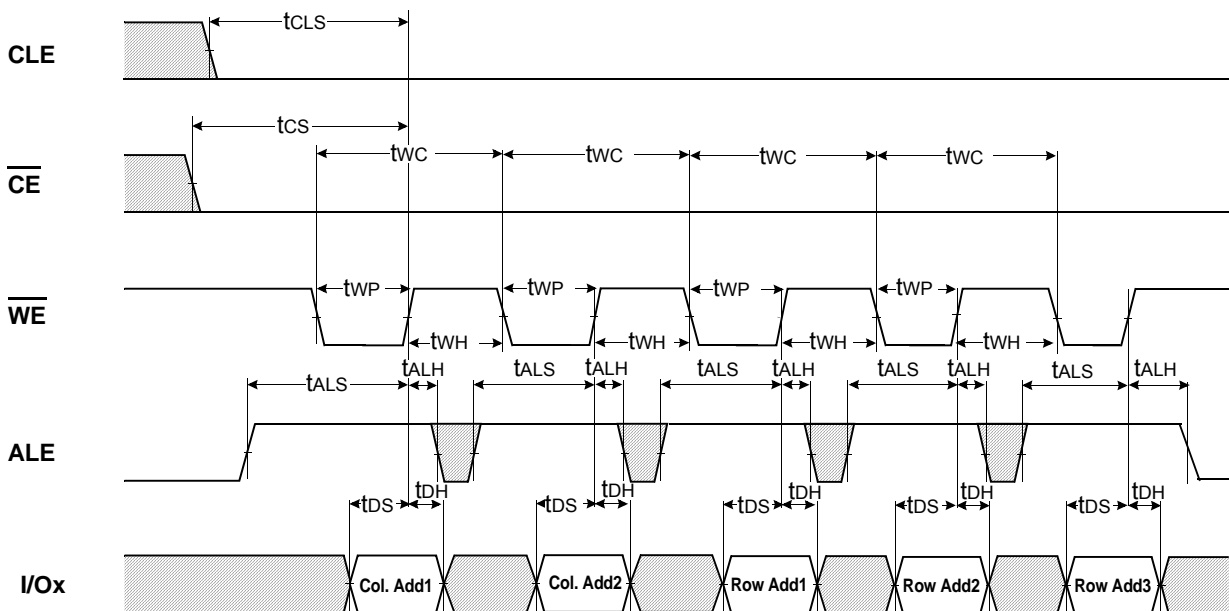 CLE
tCLS
CE
tCS
tWC tWC tWC tWC
WE
tWP tWP tWP tWP
tWH tWH tWH tWH
ALE
tALS tALH tALS tALH tALS tALH tALS tALH tALS tALH
tDS tDH tDS tDH tDS tDH tDS tDH tDS tDH
I/Ox
Col. Add1 Col. Add2 Row Add1 Row Add2 Row Add3